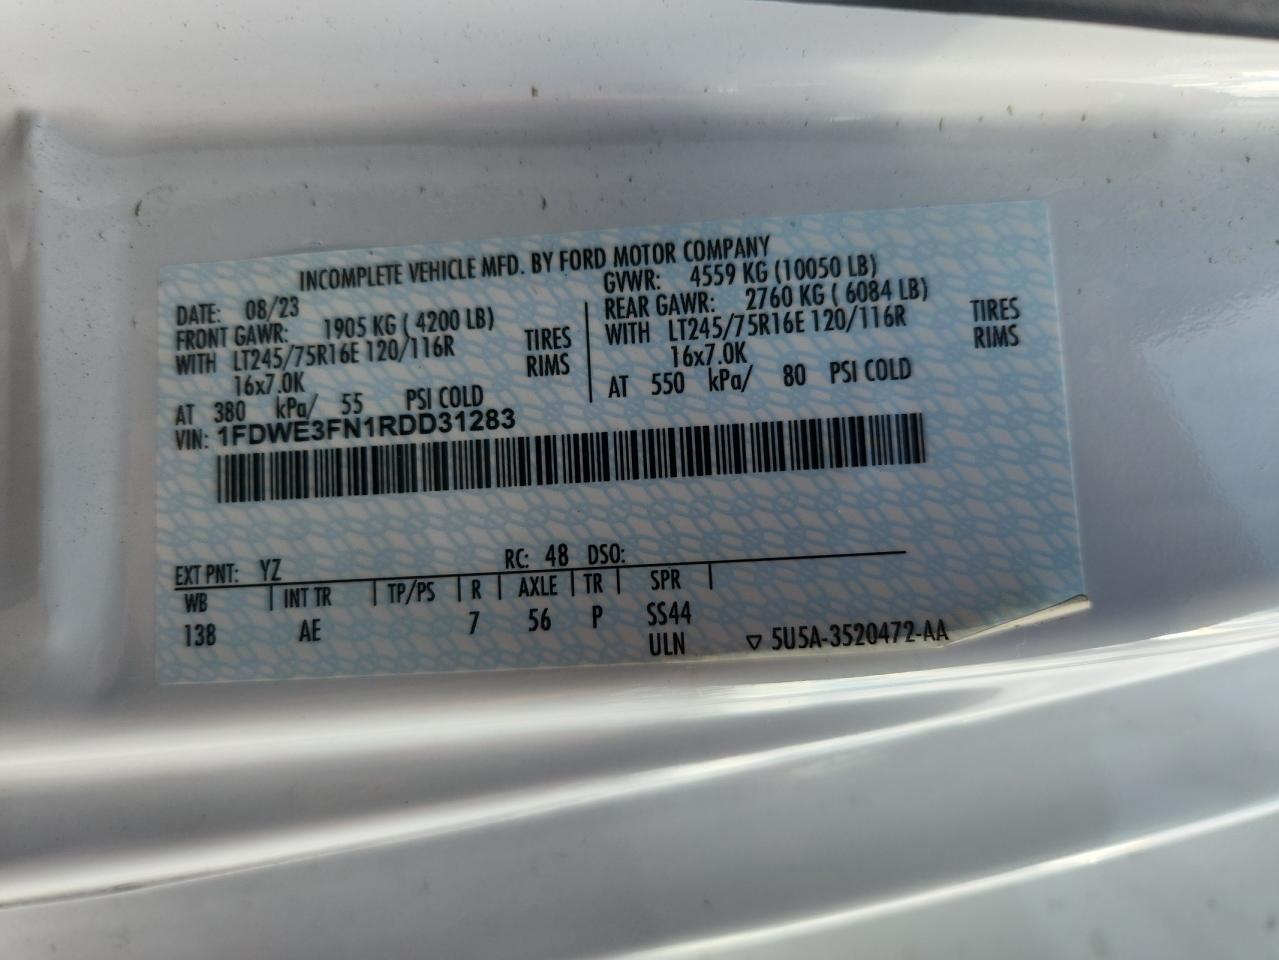 INCOMPLETE VEHICLE MFD. BY FORD MOTOR COMPANY
DATE: 08/23
FRONT GAWR: 1905 KG ( 4200 LB)
WITH LT245/75R16E 120/116R TIRES
16x7.0K RIMS
AT 380 kPa/ 55 PSI COLD
GVWR: 4559 KG (10050 LB)
REAR GAWR: 2760 KG ( 6084 LB)
WITH LT245/75R16E 120/116R TIRES
16x7.0K RIMS
AT 550 kPa/ 80 PSI COLD
VIN: 1FDWE3FN1RDD31283
EXT PNT: YZ RC: 48 DSO:
WB INT TR TP/PS R AXLE TR SPR
138 AE 7 56 P SS44
ULN ▽ 5U5A-3520472-AA